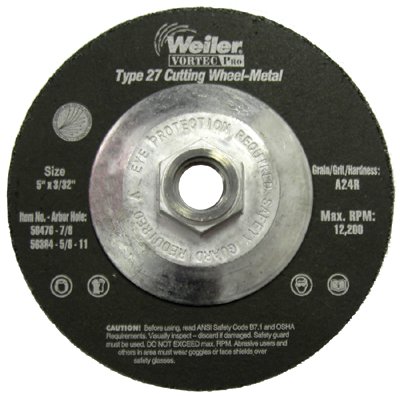 Weiler
VORTEC PRO
Type 27 Cutting Wheel-Metal
EYE PROTECTION REQUIRED SAFETY GUARD REQUIRED
Size
5" x 3/32"
Item No. - Arbor Hole:
56476 - 7/8
56384 - 5/8 - 11
Grain/Grit/Hardness:
A24R
Max. RPM:
12,200
CAUTION! Before using, read ANSI Safety Code B7.1 and OSHA
Requirements. Visually inspect – discard if damaged. Safety guard
must be used. DO NOT EXCEED max. RPM. Abrasive users and
others in area must wear goggles or face shields over
safety glasses.